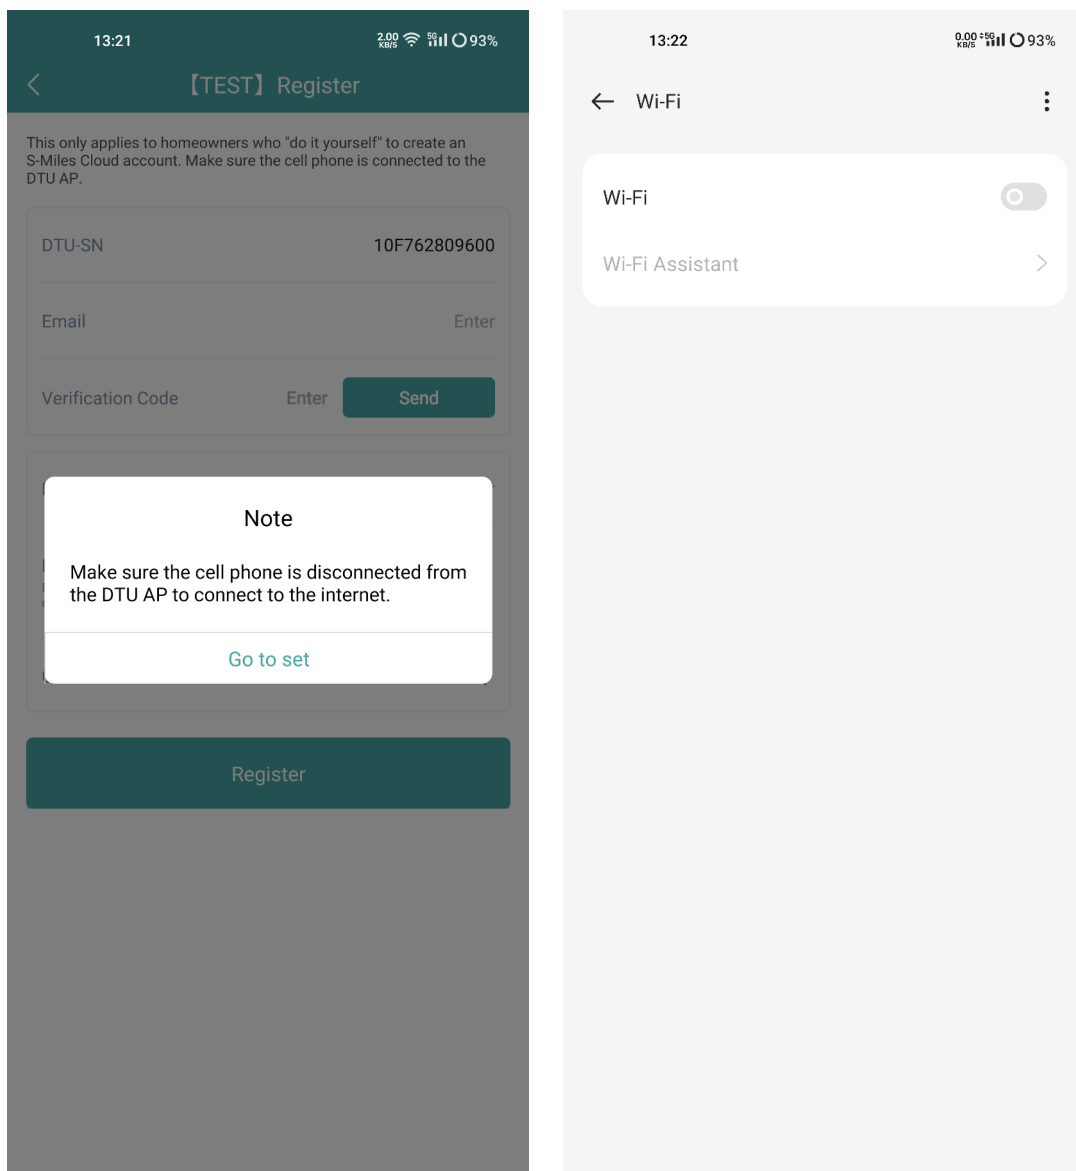 13:21
2.00 KB/S 5G 93%
【TEST】Register
This only applies to homeowners who "do it yourself" to create an
S-Miles Cloud account. Make sure the cell phone is connected to the
DTU AP.
DTU-SN 10F762809600
Email Enter
Verification Code Enter Send
Note
Make sure the cell phone is disconnected from
the DTU AP to connect to the internet.
Go to set
Register
13:22
0.00 KB/S 5G 93%
Wi-Fi
Wi-Fi
Wi-Fi Assistant